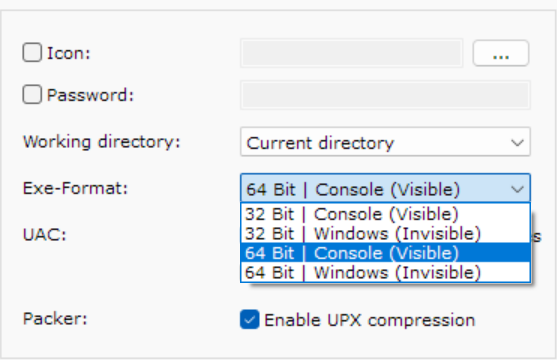 Icon:
...
Password:
Working directory: Current directory
Exe-Format: 64 Bit | Console (Visible)
32 Bit | Console (Visible)
UAC: 32 Bit | Windows (Invisible)
64 Bit | Console (Visible)
64 Bit | Windows (Invisible)
Packer: Enable UPX compression